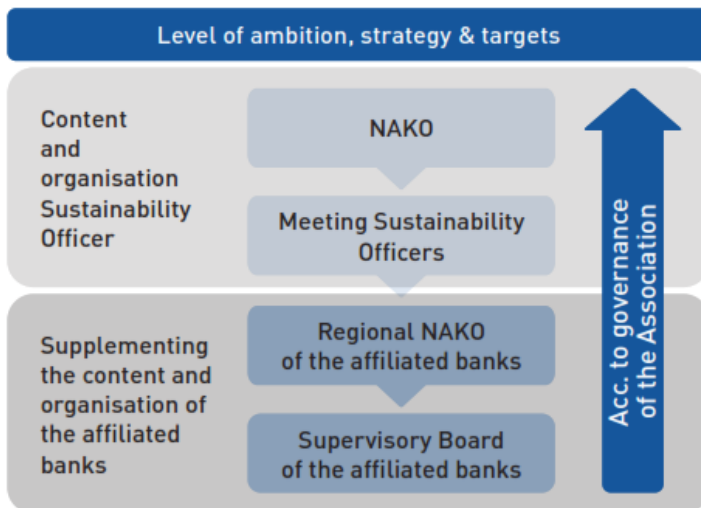 Level of ambition, strategy & targets
Content
and
organisation
Sustainability
Officer
NAKO
Meeting Sustainability
Officers
Supplementing
the content and
organisation of
the affiliated
banks
Regional NAKO
of the affiliated banks
Supervisory Board
of the affiliated banks
Acc. to governance
of the Association